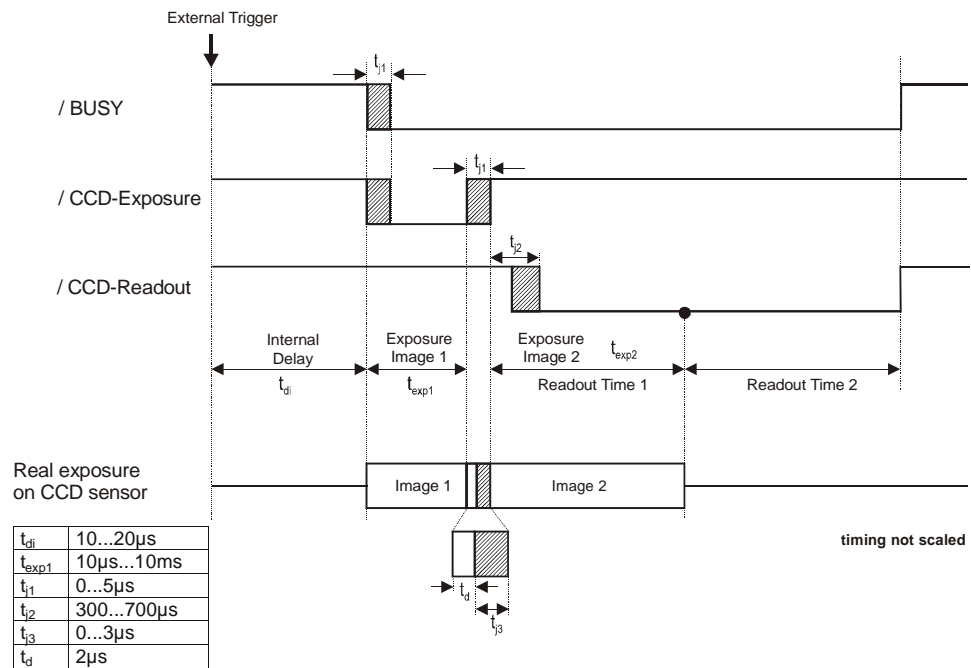 External Trigger
t_j1
/ BUSY
t_j1
/ CCD-Exposure
t_j2
/ CCD-Readout
Internal
Delay
t_di
Exposure
Image 1
t_exp1
Exposure
Image 2
t_exp2
Readout Time 1
Readout Time 2
Real exposure
on CCD sensor
Image 1
Image 2
timing not scaled
t_d
t_j3
t_di 10...20µs
t_exp1 10µs...10ms
t_j1 0...5µs
t_j2 300...700µs
t_j3 0...3µs
t_d 2µs